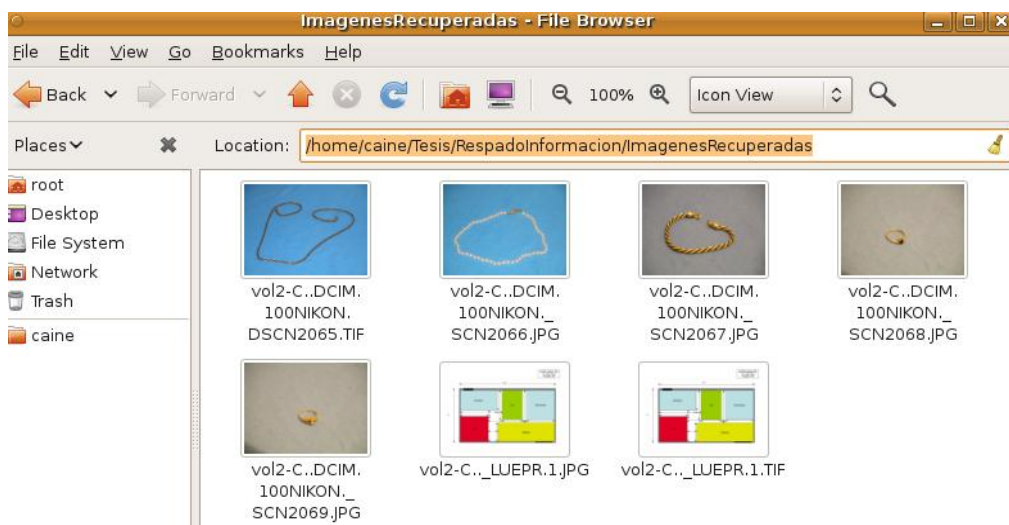 ImagenesRecuperadas - File Browser
File Edit View Go Bookmarks Help
Back Forward 100% Icon View
Places Location: /home/caine/Tesis/RespadoInformacion/ImagenesRecuperadas
root
Desktop
File System
Network
Trash
caine
vol2-C..DCIM.
100NIKON.
DSCN2065.TIF
vol2-C..DCIM.
100NIKON._
SCN2066.JPG
vol2-C..DCIM.
100NIKON._
SCN2067.JPG
vol2-C..DCIM.
100NIKON._
SCN2068.JPG
vol2-C..DCIM.
100NIKON._
SCN2069.JPG
vol2-C.._LUEPR.1.JPG
vol2-C.._LUEPR.1.TIF